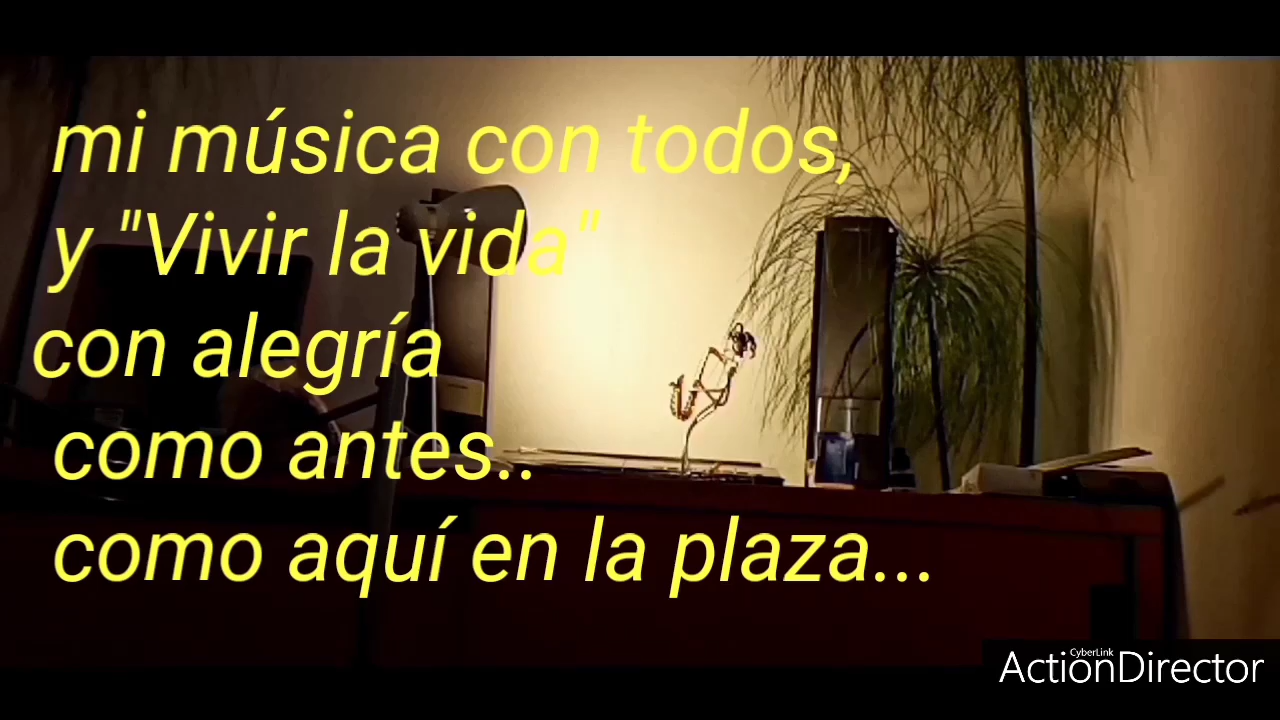 mi música con todos,
y "Vivir la vida"
con alegría
como antes..
como aquí en la plaza...
CyberLink
ActionDirector